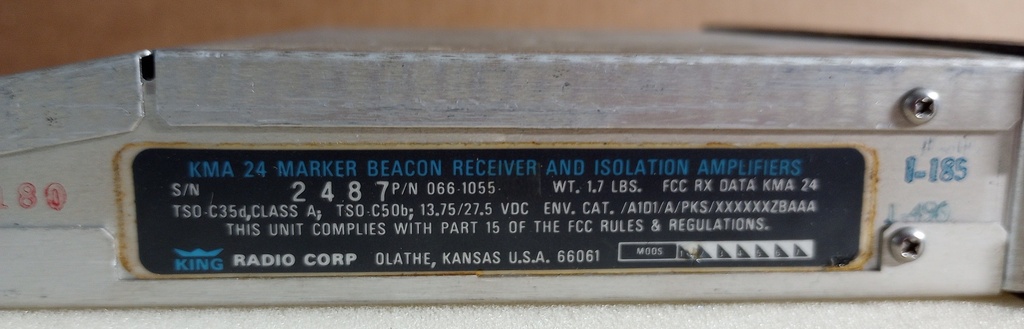 KMA 24 MARKER BEACON RECEIVER AND ISOLATION AMPLIFIERS
S/N 2487 P/N 066-1055- WT. 1.7 LBS. FCC RX DATA KMA 24
TSO-C35d,CLASS A; TSO-C50b; 13.75/27.5 VDC ENV. CAT. /A1D1/A/PKS/XXXXXXZBAAA
THIS UNIT COMPLIES WITH PART 15 OF THE FCC RULES & REGULATIONS.
KING RADIO CORP OLATHE, KANSAS U.S.A. 66061 MODS
180
1-185